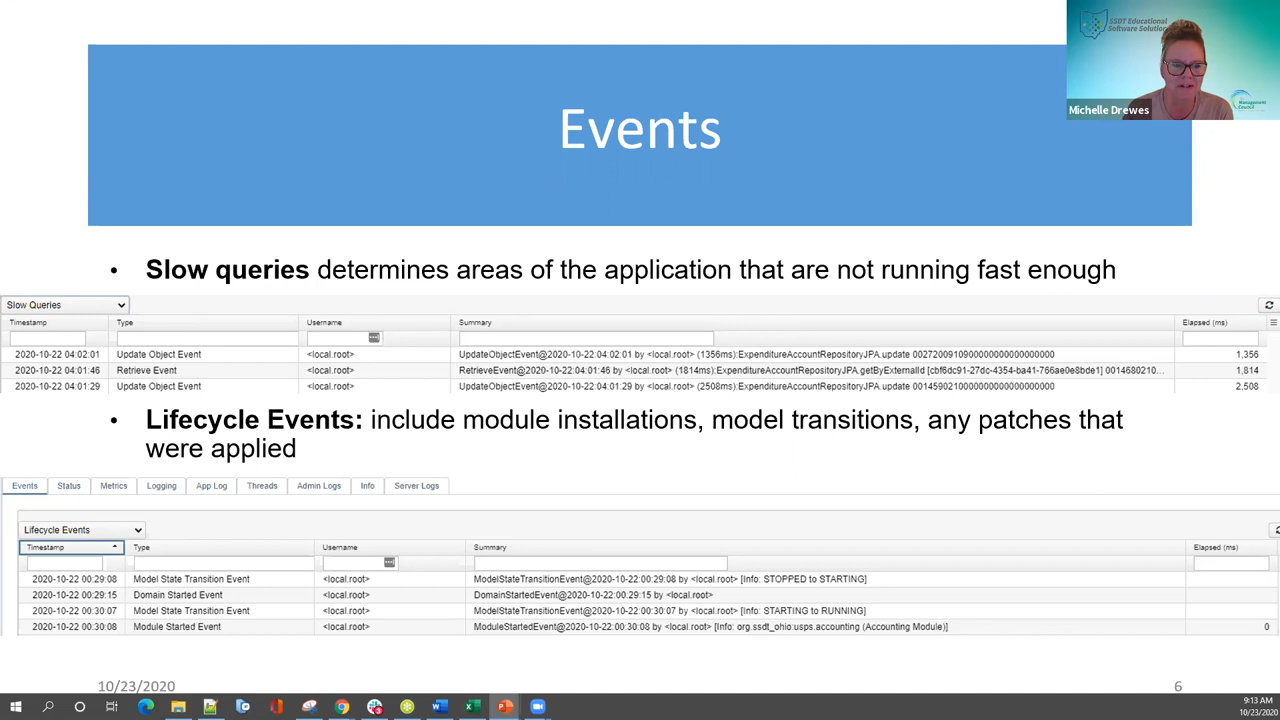 SSDT Educational
Software Solutions
Management
Council
Michelle Drewes
Events
• Slow queries determines areas of the application that are not running fast enough
Slow Queries
Timestamp Type Username Summary Elapsed (ms)
2020-10-22 04:02:01 Update Object Event <local.root> UpdateObjectEvent@2020-10-22:04:02:01 by <local.root> (1356ms):ExpenditureAccountRepositoryJPA.update 0027200910900000000000000000 1,356
2020-10-22 04:01:46 Retrieve Event <local.root> RetrieveEvent@2020-10-22:04:01:46 by <local.root> (1814ms):ExpenditureAccountRepositoryJPA.getByExternalId [cbf6dc91-27dc-4354-ba41-766ae0e8bde1] 0014680210... 1,814
2020-10-22 04:01:29 Update Object Event <local.root> UpdateObjectEvent@2020-10-22:04:01:29 by <local.root> (2508ms):ExpenditureAccountRepositoryJPA.update 0014590210000000000000000000 2,508
• Lifecycle Events: include module installations, model transitions, any patches that
were applied
Events Status Metrics Logging App Log Threads Admin Logs Info Server Logs
Lifecycle Events
Timestamp Type Username Summary Elapsed (ms)
2020-10-22 00:29:08 Model State Transition Event <local.root> ModelStateTransitionEvent@2020-10-22:00:29:08 by <local.root> [Info: STOPPED to STARTING]
2020-10-22 00:29:15 Domain Started Event <local.root> DomainStartedEvent@2020-10-22:00:29:15 by <local.root>
2020-10-22 00:30:07 Model State Transition Event <local.root> ModelStateTransitionEvent@2020-10-22:00:30:07 by <local.root> [Info: STARTING to RUNNING]
2020-10-22 00:30:08 Module Started Event <local.root> ModuleStartedEvent@2020-10-22:00:30:08 by <local.root> [Info: org.ssdt_ohio:usps.accounting (Accounting Module)] 0
10/23/2020 6
9:13 AM
10/23/2020